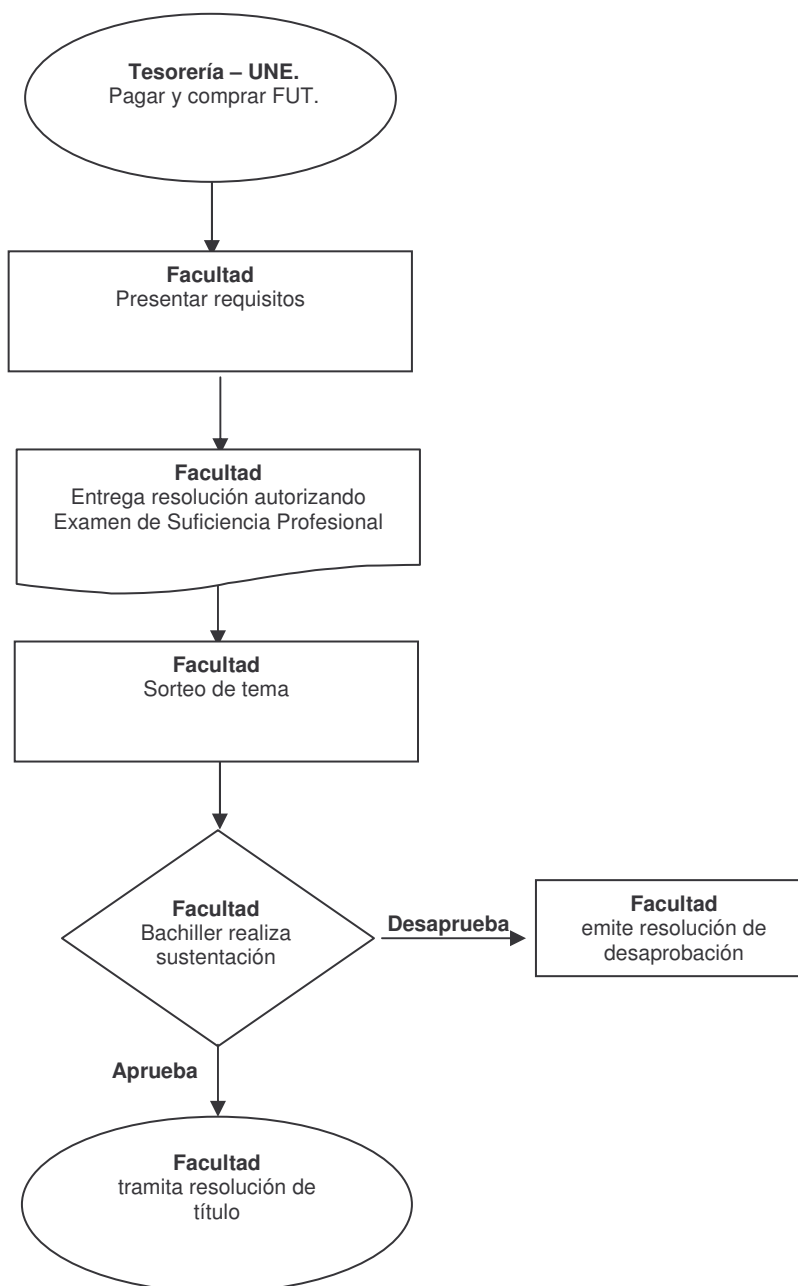 Tesorería – UNE.
Pagar y comprar FUT.
Facultad
Presentar requisitos
Facultad
Entrega resolución autorizando
Examen de Suficiencia Profesional
Facultad
Sorteo de tema
Facultad
Bachiller realiza
sustentación
Desaprueba
Facultad
emite resolución de
desaprobación
Aprueba
Facultad
tramita resolución de
título